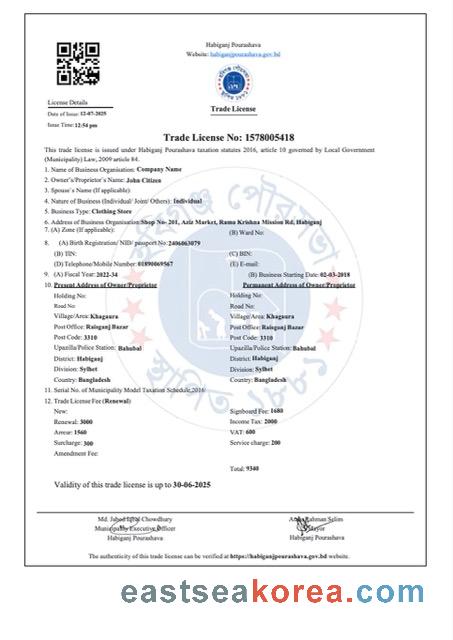 Habiganj Pourashava
Website: habiganjpourashava.gov.bd
License Details
Date of Issue: 12-07-2025
Issue Time: 12:54 pm
Trade License
Trade License No: 1578005418
This trade license is issued under Habiganj Pourashava taxation statutes 2016, article 10 governed by Local Government
(Municipality) Law, 2009 article 84.
1. Name of Business Organisation: Company Name
2. Owner's/Proprietor's Name: John Citizen
3. Spouse's Name (If applicable):
4. Nature of Business (Individual/ Joint/ Others): Individual
5. Business Type: Clothing Store
6. Address of Business Organisation: Shop No- 201, Aziz Market, Rama Krishna Mission Rd, Habiganj
7. (A) Zone (If applicable): (B) Ward No:
8. (A) Birth Registration/ NID/ passport No: 2406063079
(B) TIN: (C) BIN:
(D) Telephone/Mobile Number: 01890069567 (E) E-mail:
9. (A) Fiscal Year: 2022-34 (B) Business Starting Date: 02-03-2018
10. Present Address of Owner/Proprietor Permanent Address of Owner/Proprietor
Holding No: Holding No:
Road No: Road No:
Village/Area: Khagaura Village/Area: Khagaura
Post Office: Raisganj Bazar Post Office: Raisganj Bazar
Post Code: 3310 Post Code: 3310
Upazilla/Police Station: Bahubal Upazilla/Police Station: Bahubal
District: Habiganj District: Habiganj
Division: Sylhet Division: Sylhet
Country: Bangladesh Country: Bangladesh
11. Serial No. of Municipality Model Taxation Schedule,2016/
12. Trade License Fee (Renewal)
New: Signboard Fee: 1680
Renewal: 3000 Income Tax: 2000
Arrear: 1560 VAT: 600
Surcharge: 300 Service charge: 200
Amendment Fee:
Total: 9340
Validity of this trade license is up to 30-06-2025
Md. Jabed Iqbal Chowdhury
Municipality Executive Officer
Habiganj Pourashava
Rahman Selim
Mayor
Habiganj Pourashava
The authenticity of this trade license can be verified at https://habiganjpourashava.gov.bd website.
হবিগঞ্জ পৌরসভা
স্থাপিত ১৮৮১
eastseakorea.com